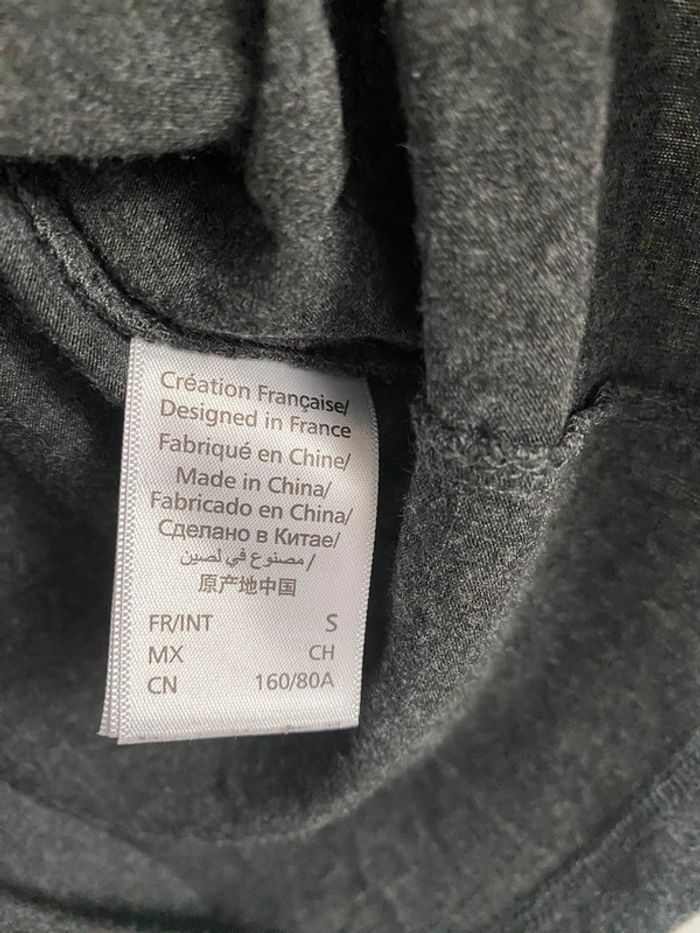 Création Française/
Designed in France
Fabriqué en Chine/
Made in China/
Fabricado en China/
Сделано в Китае/
مصنوع في لصين /
原产地中国
FR/INT S
MX CH
CN 160/80A